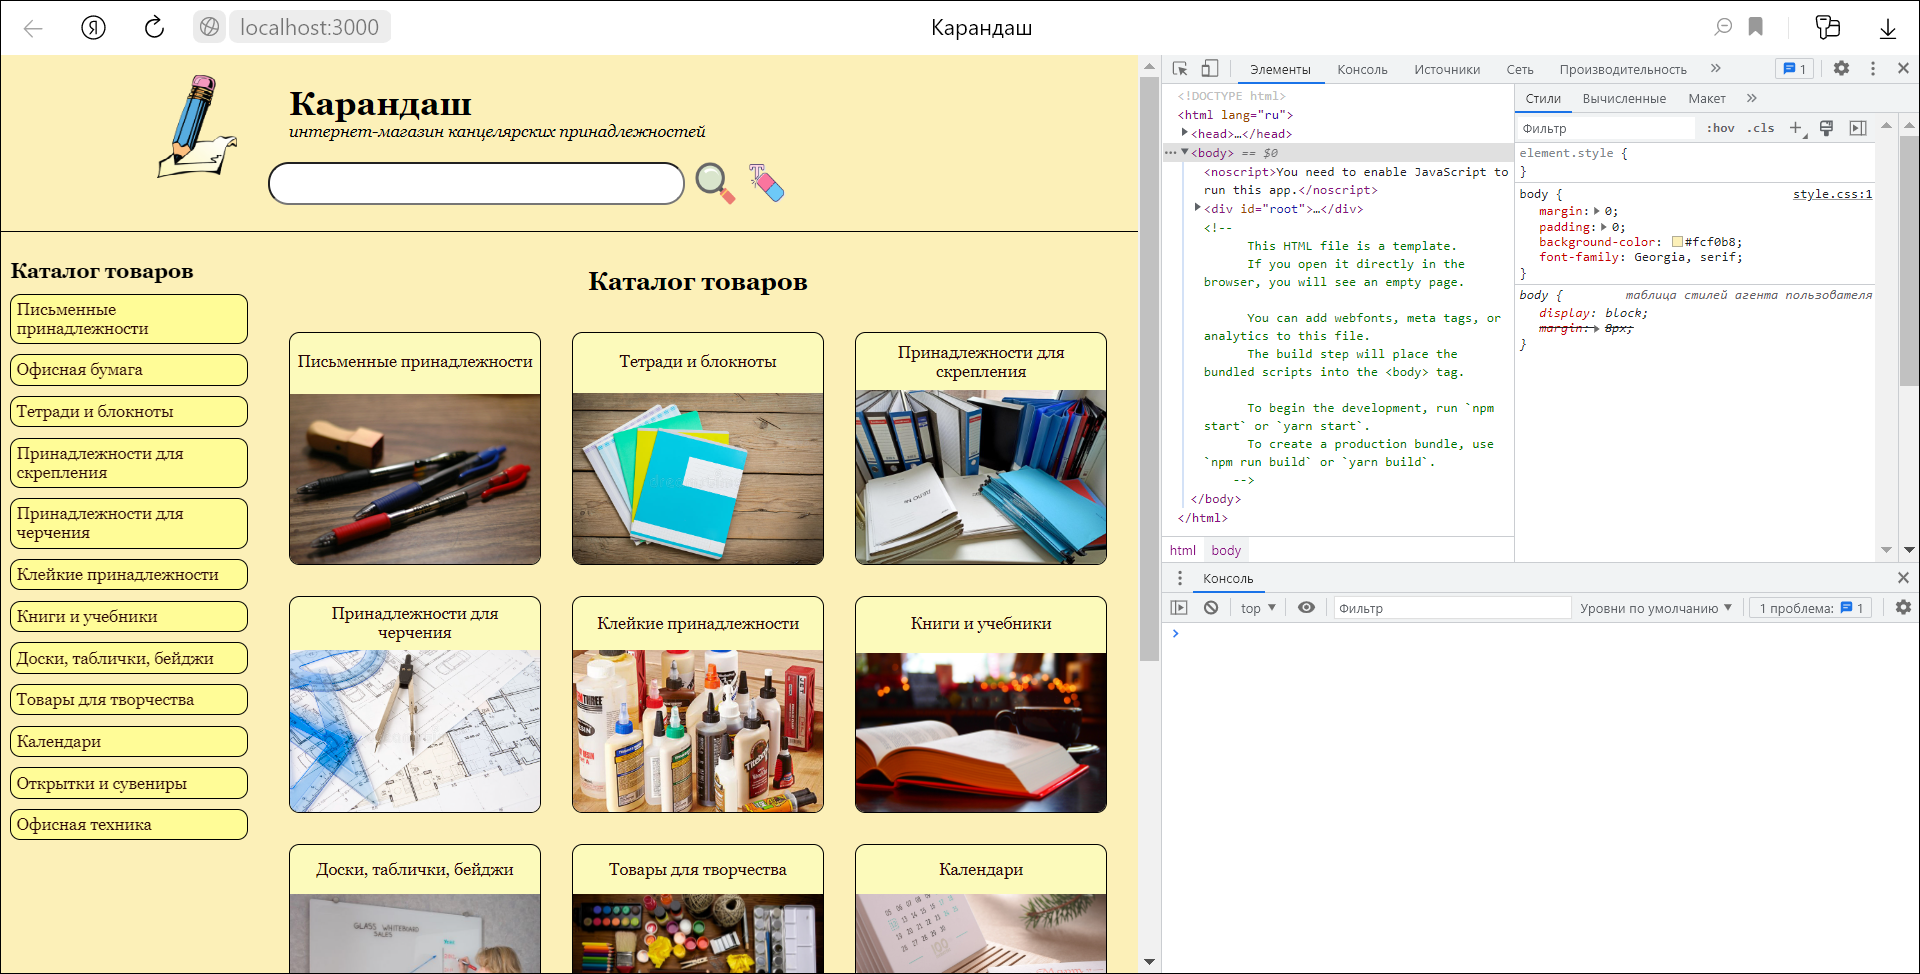 Я
localhost:3000
Карандаш
Карандаш
интернет-магазин канцелярских принадлежностей
Каталог товаров
Письменные
принадлежности
Офисная бумага
Тетради и блокноты
Принадлежности для
скрепления
Принадлежности для
черчения
Клейкие принадлежности
Книги и учебники
Доски, таблички, бейджи
Товары для творчества
Календари
Открытки и сувениры
Офисная техника
Каталог товаров
Письменные принадлежности
Тетради и блокноты
Принадлежности для
скрепления
Принадлежности для
черчения
Клейкие принадлежности
Книги и учебники
Доски, таблички, бейджи
GLASS WHITEBOARD
SALES
Товары для творчества
Календари
Элементы
Консоль
Источники
Сеть
Производительность
»
1
<!DOCTYPE html>
<html lang="ru">
<head>…</head>
<body> == $0
<noscript>You need to enable JavaScript to
run this app.</noscript>
<div id="root">…</div>
<!--
This HTML file is a template.
If you open it directly in the
browser, you will see an empty page.
You can add webfonts, meta tags, or
analytics to this file.
The build step will place the
bundled scripts into the <body> tag.
To begin the development, run `npm
start` or `yarn start`.
To create a production bundle, use
`npm run build` or `yarn build`.
-->
</body>
</html>
html
body
Стили
Вычисленные
Макет
»
Фильтр
:hov
.cls
+
element.style {
}
body {
style.css:1
margin: 0;
padding: 0;
background-color: #fcf0b8;
font-family: Georgia, serif;
}
body {
таблица стилей агента пользователя
display: block;
margin: 8px;
}
Консоль
top
Фильтр
Уровни по умолчанию
1 проблема:
1